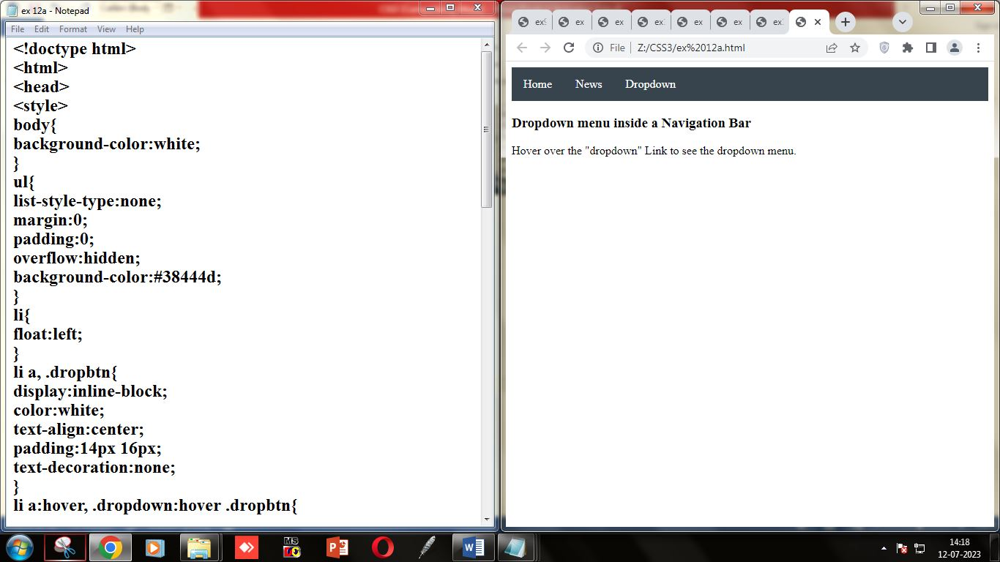 ex 12a - Notepad
File Edit Format View Help
<!doctype html>
<html>
<head>
<style>
body{
background-color:white;
}
ul{
list-style-type:none;
margin:0;
padding:0;
overflow:hidden;
background-color:#38444d;
}
li{
float:left;
}
li a, .dropbtn{
display:inline-block;
color:white;
text-align:center;
padding:14px 16px;
text-decoration:none;
}
li a:hover, .dropdown:hover .dropbtn{
ex ex ex ex ex ex
File Z:/CSS3/ex%2012a.html
Home News Dropdown
Dropdown menu inside a Navigation Bar
Hover over the "dropdown" Link to see the dropdown menu.
MS
14:18
12-07-2023